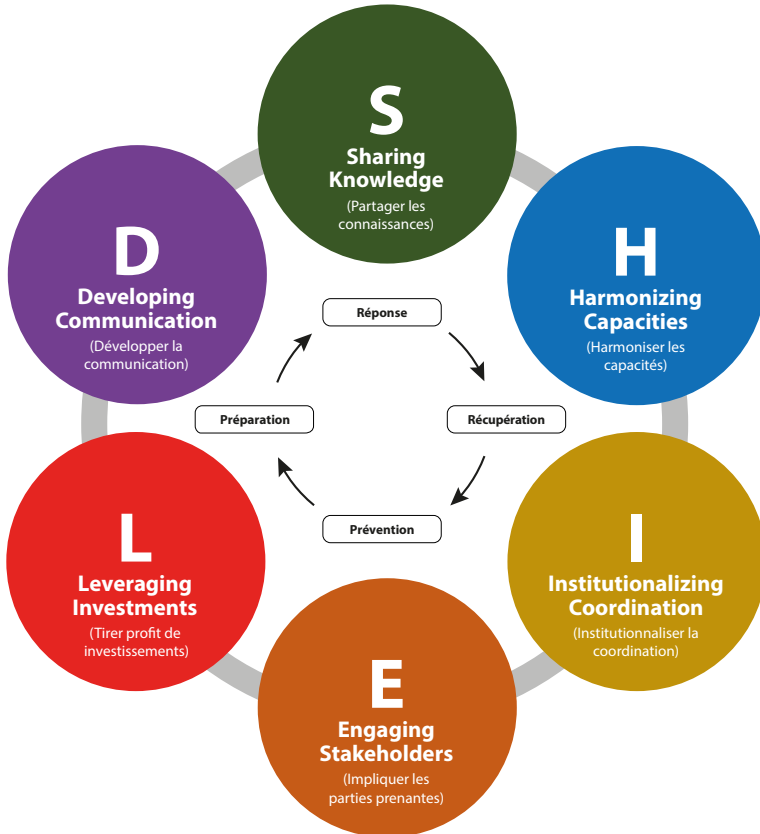 S
Sharing
Knowledge
(Partager les
connaissances)
H
Harmonizing
Capacities
(Harmoniser les
capacités)
I
Institutionalizing
Coordination
(Institutionnaliser la
coordination)
E
Engaging
Stakeholders
(Impliquer les
parties prenantes)
L
Leveraging
Investments
(Tirer profit de
investissements)
D
Developing
Communication
(Développer la
communication)
Réponse
Récupération
Prévention
Préparation